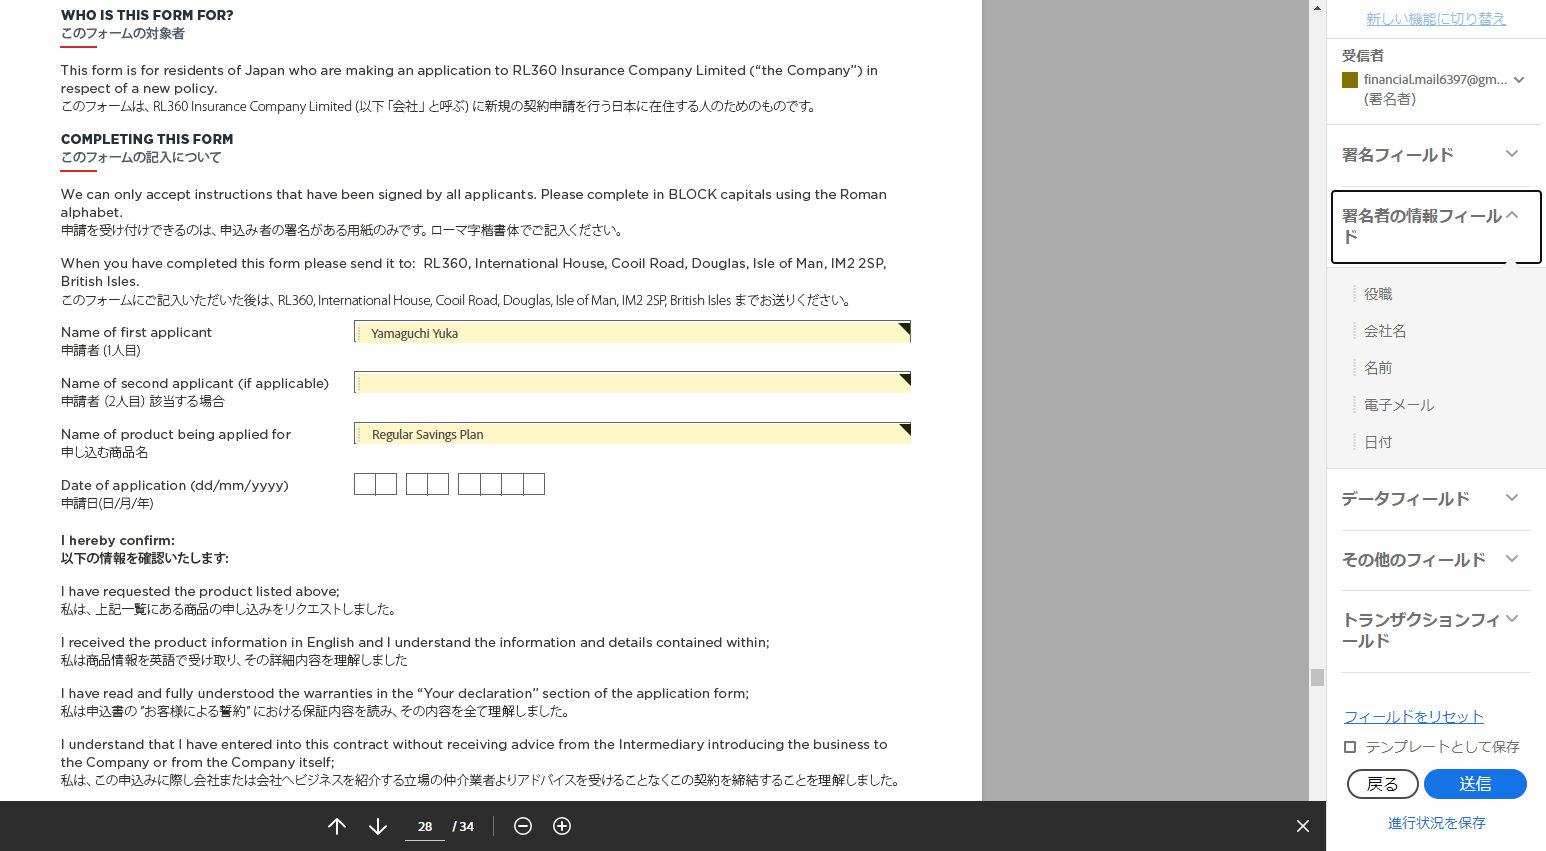 WHO IS THIS FORM FOR?
このフォームの対象者
This form is for residents of Japan who are making an application to RL360 Insurance Company Limited (“the Company”) in
respect of a new policy.
このフォームは、RL360 Insurance Company Limited (以下「会社」と呼ぶ) に新規の契約申請を行う日本に在住する人のためのものです。
COMPLETING THIS FORM
このフォームの記入について
We can only accept instructions that have been signed by all applicants. Please complete in BLOCK capitals using the Roman
alphabet.
申請を受け付けできるのは、申込み者の署名がある用紙のみです。ローマ字楷書体でご記入ください。
When you have completed this form please send it to: RL360, International House, Cooil Road, Douglas, Isle of Man, IM2 2SP,
British Isles.
このフォームにご記入いただいた後は、RL360, International House, Cooil Road, Douglas, Isle of Man, IM2 2SP, British Isles までお送りください。
Name of first applicant
申請者 (1人目)
Yamaguchi Yuka
Name of second applicant (if applicable)
申請者 (2人目) 該当する場合
Name of product being applied for
申し込む商品名
Regular Savings Plan
Date of application (dd/mm/yyyy)
申請日(日/月/年)
I hereby confirm:
以下の情報を確認いたします:
I have requested the product listed above;
私は、上記一覧にある商品の申し込みをリクエストしました。
I received the product information in English and I understand the information and details contained within;
私は商品情報を英語で受け取り、その詳細内容を理解しました
I have read and fully understood the warranties in the “Your declaration” section of the application form;
私は申込書の "お客様による誓約" における保証内容を読み、その内容を全て理解しました。
I understand that I have entered into this contract without receiving advice from the Intermediary introducing the business to
the Company or from the Company itself;
私は、この申込みに際し会社または会社へビジネスを紹介する立場の仲介業者よりアドバイスを受けることなくこの契約を締結することを理解しました。
28 / 34
新しい機能に切り替え
受信者
financial.mail6397@gm...
(署名者)
署名フィールド
署名者の情報フィール
ド
役職
会社名
名前
電子メール
日付
データフィールド
その他のフィールド
トランザクションフィ
ールド
フィールドをリセット
テンプレートとして保存
戻る
送信
進行状況を保存